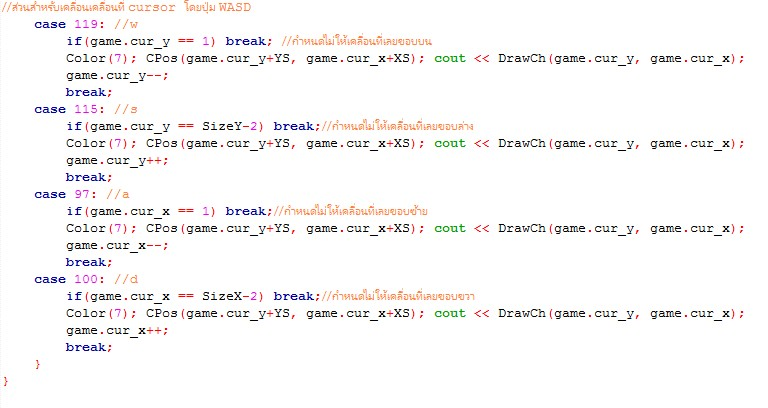 //ส่วนสำหรับเคลื่อนเคลื่อนที่ cursor โดยปุ่ม WASD
    case 119: //w
        if(game.cur_y == 1) break; //กำหนดไม่ให้เคลื่อนที่เลยขอบบน
        Color(7); CPos(game.cur_y+YS, game.cur_x+XS); cout << DrawCh(game.cur_y, game.cur_x);
        game.cur_y--;
        break;
    case 115: //s
        if(game.cur_y == SizeY-2) break;//กำหนดไม่ให้เคลื่อนที่เลยขอบล่าง
        Color(7); CPos(game.cur_y+YS, game.cur_x+XS); cout << DrawCh(game.cur_y, game.cur_x);
        game.cur_y++;
        break;
    case 97: //a
        if(game.cur_x == 1) break;//กำหนดไม่ให้เคลื่อนที่เลยขอบซ้าย
        Color(7); CPos(game.cur_y+YS, game.cur_x+XS); cout << DrawCh(game.cur_y, game.cur_x);
        game.cur_x--;
        break;
    case 100: //d
        if(game.cur_x == SizeX-2) break;//กำหนดไม่ให้เคลื่อนที่เลยขอบขวา
        Color(7); CPos(game.cur_y+YS, game.cur_x+XS); cout << DrawCh(game.cur_y, game.cur_x);
        game.cur_x++;
        break;
    }
}